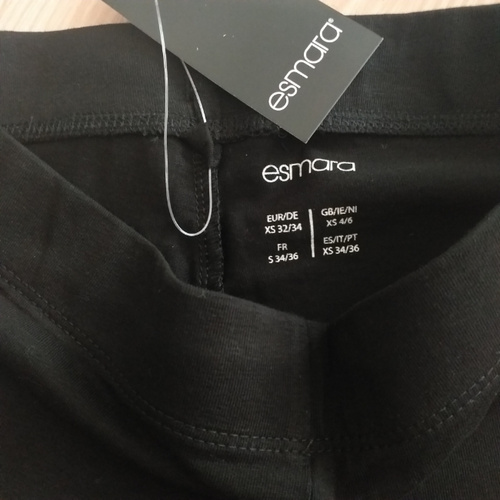 esmara®
esmara
EUR/DE
XS 32/34
FR
S 34/36
GB/IE/NI
XS 4/6
ES/IT/PT
XS 34/36